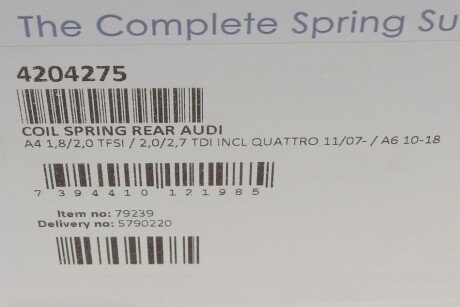 The Complete Spring Su
4204275
COIL SPRING REAR AUDI
A4 1,8/2,0 TFSI / 2,0/2,7 TDI INCL QUATTRO 11/07- / A6 10-18
7 394410 121985
Item no: 79239
Delivery no: 5790220